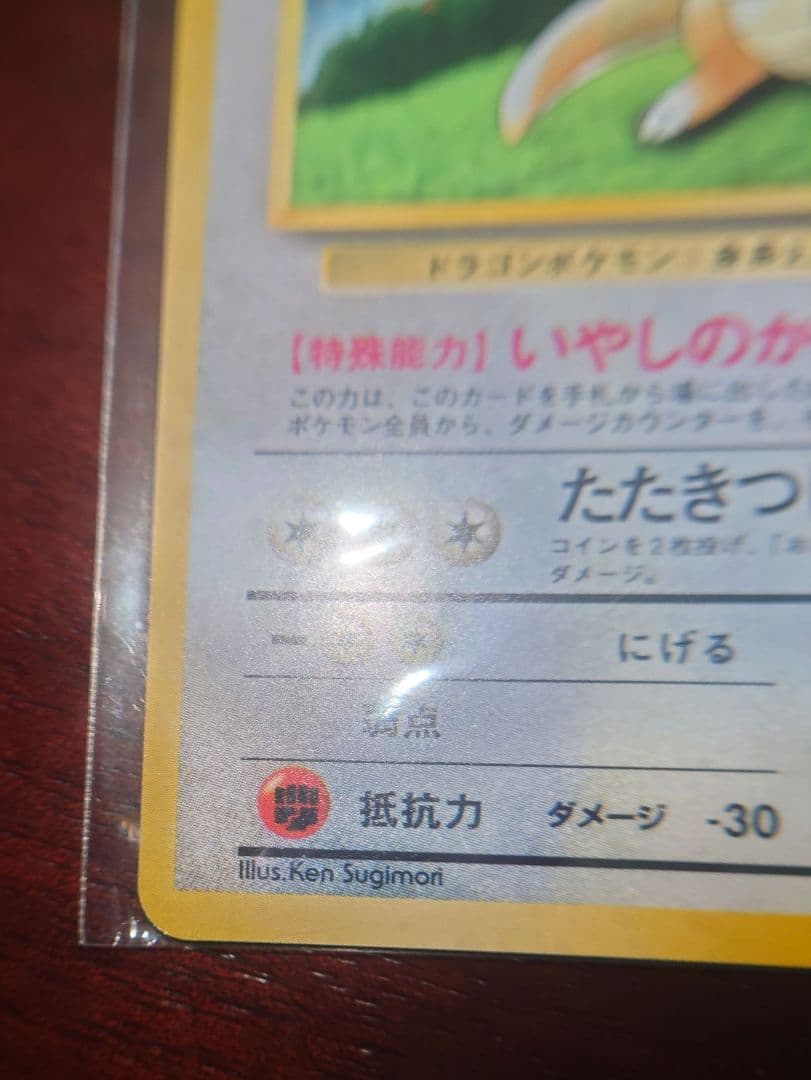 ドラゴンポケモン
【特殊能力】いやしのか
この力は、このカードを手札から場に出した
ポケモン全員から、ダメージカウンターを、
たたきつ
コインを2枚投げ、「お
ダメージ。
にげる
弱点
抵抗力 ダメージ -30
Illus.Ken Sugimori